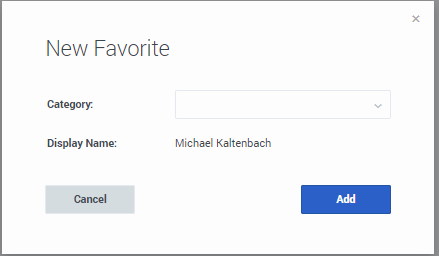 New Favorite
Category:
Display Name: Michael Kaltenbach
Cancel Add